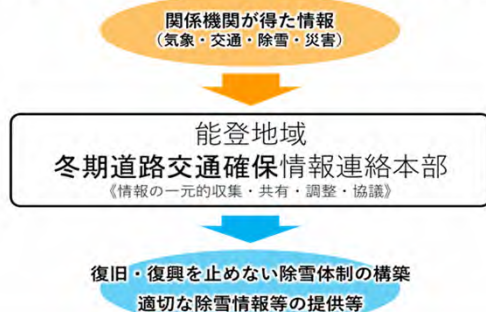 関係機関が得た情報
（気象・交通・除雪・災害）
能登地域
冬期道路交通確保情報連絡本部
《情報の一元的収集・共有・調整・協議》
復旧・復興を止めない除雪体制の構築
適切な除雪情報等の提供等